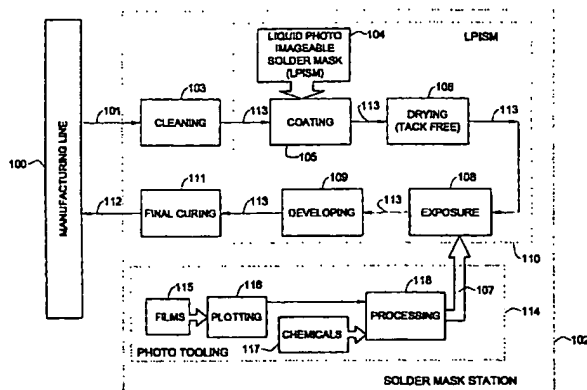 LIQUID PHOTO
IMAGEABLE
SOLDER MASK
(LPISM)
104
LPISM
103
106
101
CLEANING
113
COATING
113
DRYING
(TACK FREE)
113
105
100
MANUFACTURING LINE
111
109
108
112
FINAL CURING
113
DEVELOPING
113
EXPOSURE
110
115
116
118
107
FILMS
PLOTTING
PROCESSING
114
CHEMICALS
117
PHOTO TOOLING
102
SOLDER MASK STATION